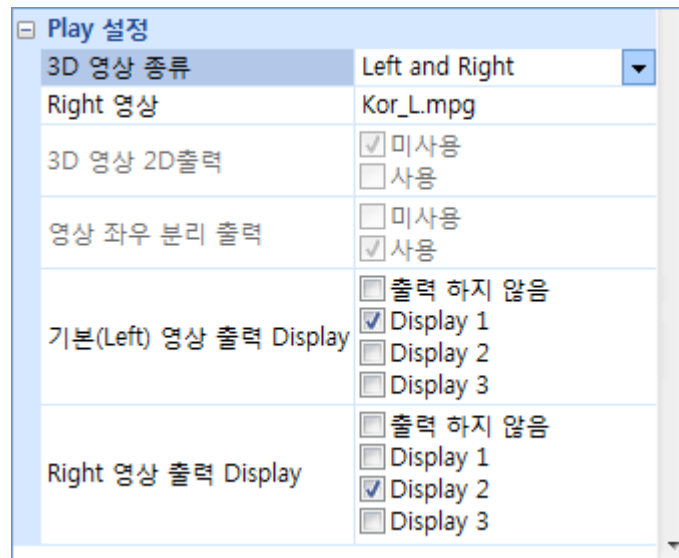 Play 설정
3D 영상 종류 Left and Right
Right 영상 Kor_L.mpg
3D 영상 2D출력
미사용
사용
영상 좌우 분리 출력
미사용
사용
기본(Left) 영상 출력 Display
출력 하지 않음
Display 1
Display 2
Display 3
Right 영상 출력 Display
출력 하지 않음
Display 1
Display 2
Display 3